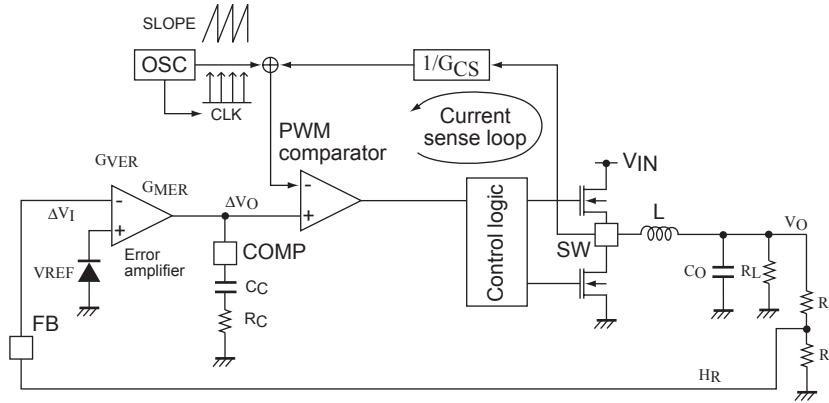 SLOPE
OSC
CLK
1/GCS
Current
sense loop
PWM
comparator
GVER
GMER
ΔVI
ΔVO
-
+
-
+
Error
amplifier
VREF
COMP
CC
RC
FB
Control logic
VIN
SW
L
VO
CO
RL
R
R
HR